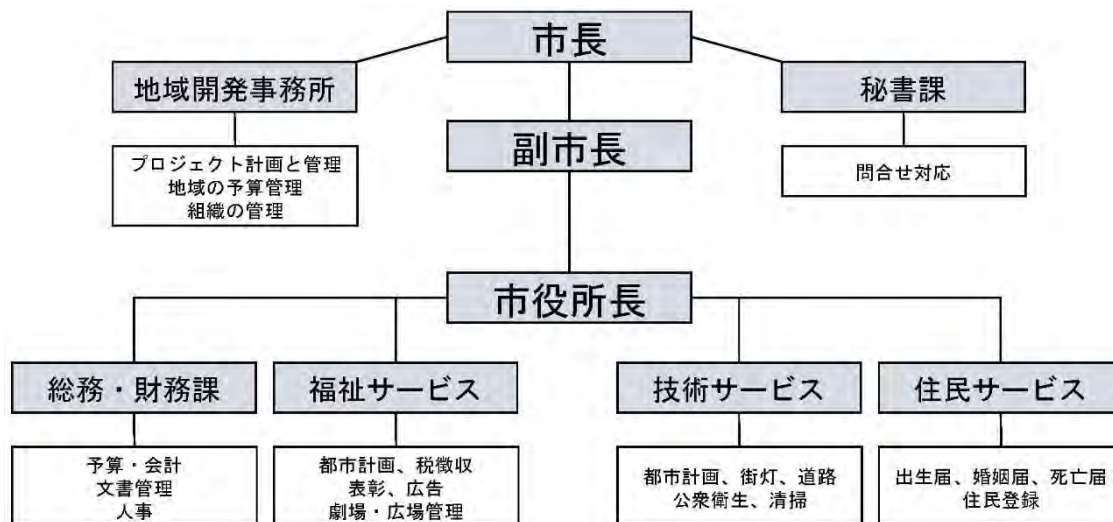 市長
地域開発事務所
秘書課
副市長
プロジェクト計画と管理
地域の予算管理
組織の管理
問合せ対応
市役所長
総務・財務課
福祉サービス
技術サービス
住民サービス
予算・会計
文書管理
人事
都市計画、税徴収
表彰、広告
劇場・広場管理
都市計画、街灯、道路
公衆衛生、清掃
出生届、婚姻届、死亡届
住民登録